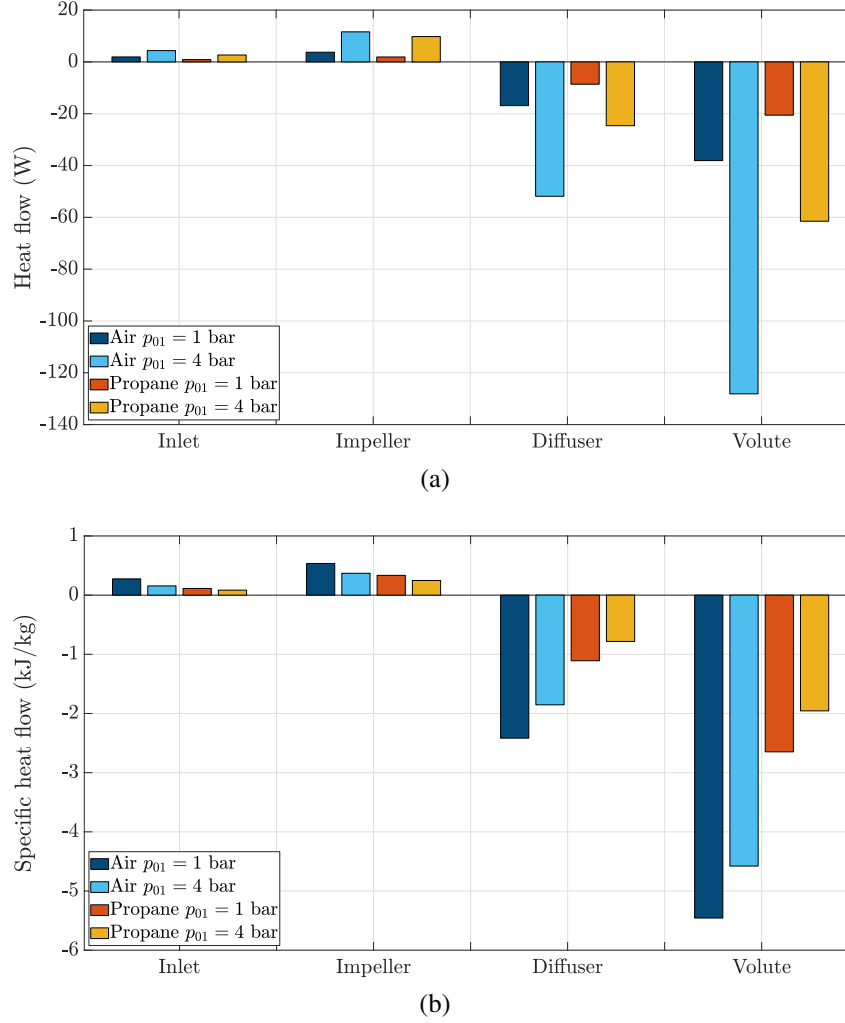 20
0
-20
-40
-60
-80
-100
-120
-140
Heat flow (W)
Air p₀₁ = 1 bar
Air p₀₁ = 4 bar
Propane p₀₁ = 1 bar
Propane p₀₁ = 4 bar
Inlet Impeller Diffuser Volute
(a)
1
0
-1
-2
-3
-4
-5
-6
Specific heat flow (kJ/kg)
Air p₀₁ = 1 bar
Air p₀₁ = 4 bar
Propane p₀₁ = 1 bar
Propane p₀₁ = 4 bar
Inlet Impeller Diffuser Volute
(b)